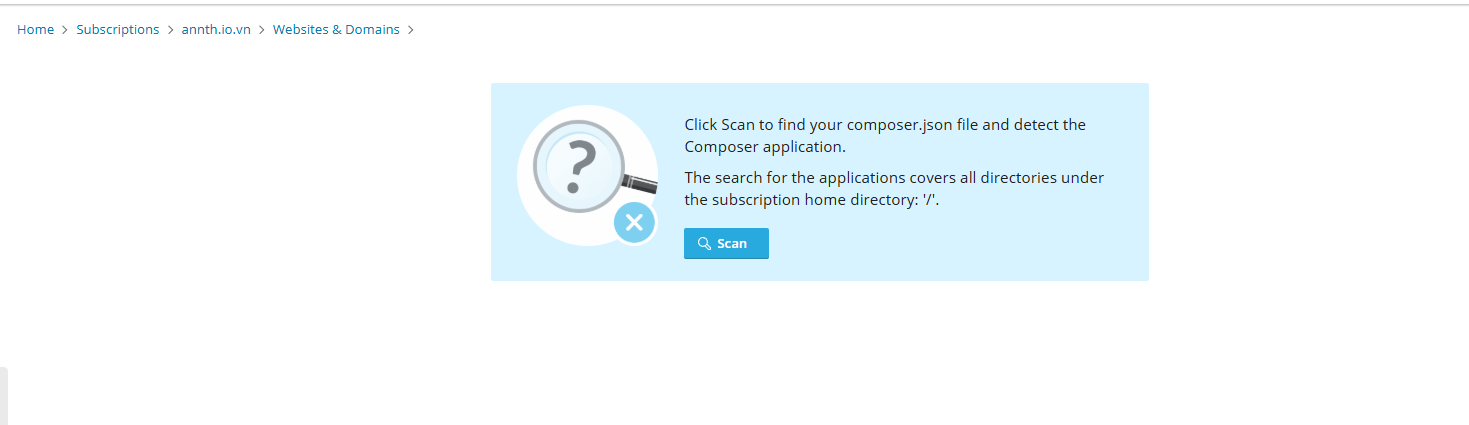 Home > Subscriptions > annth.io.vn > Websites & Domains >
Click Scan to find your composer.json file and detect the
Composer application.
The search for the applications covers all directories under
the subscription home directory: '/'.
Scan